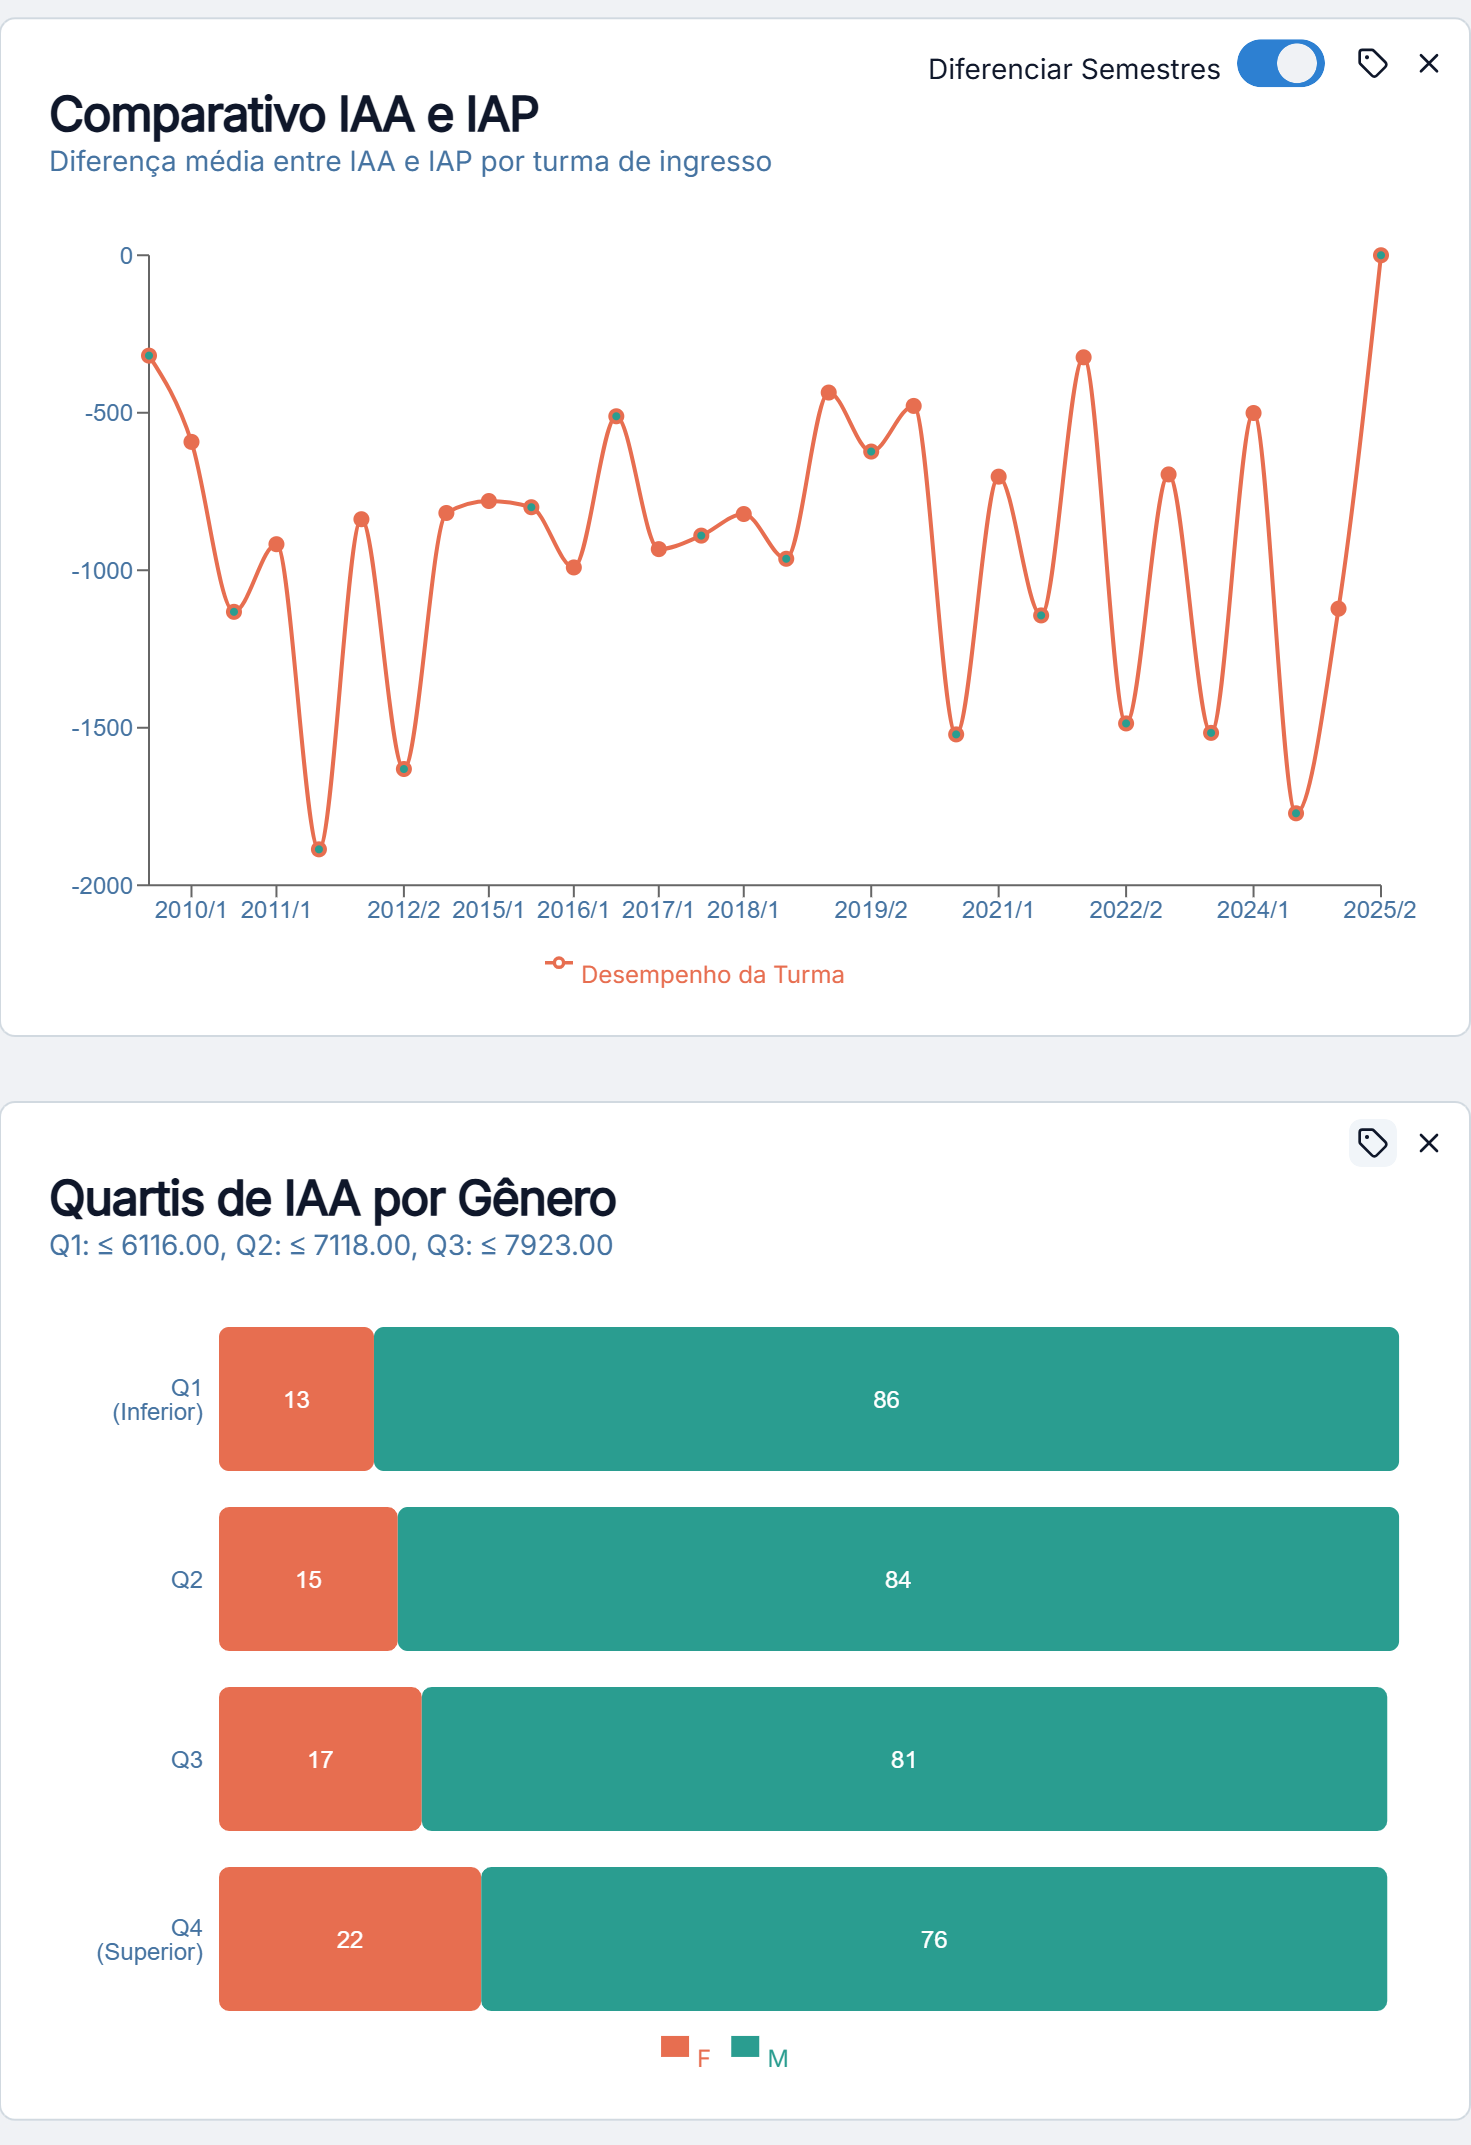 Diferenciar Semestres
Comparativo IAA e IAP
Diferença média entre IAA e IAP por turma de ingresso
0
-500
-1000
-1500
-2000
2010/1 2011/1 2012/2 2015/1 2016/1 2017/1 2018/1 2019/2 2021/1 2022/2 2024/1 2025/2
Desempenho da Turma
Quartis de IAA por Gênero
Q1: ≤ 6116.00, Q2: ≤ 7118.00, Q3: ≤ 7923.00
Q1
(Inferior)
13 86
Q2 15 84
Q3 17 81
Q4
(Superior)
22 76
F M